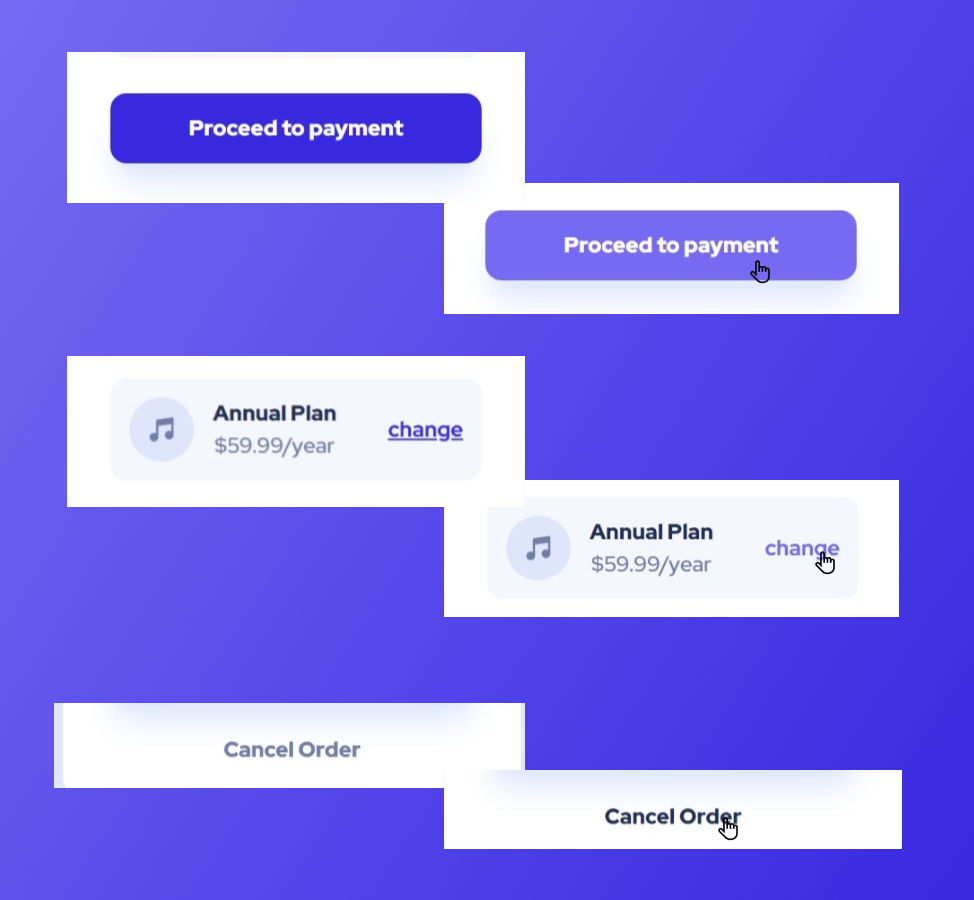 Proceed to payment
Proceed to payment
Annual Plan
$59.99/year
change
Annual Plan
$59.99/year
change
Cancel Order
Cancel Order